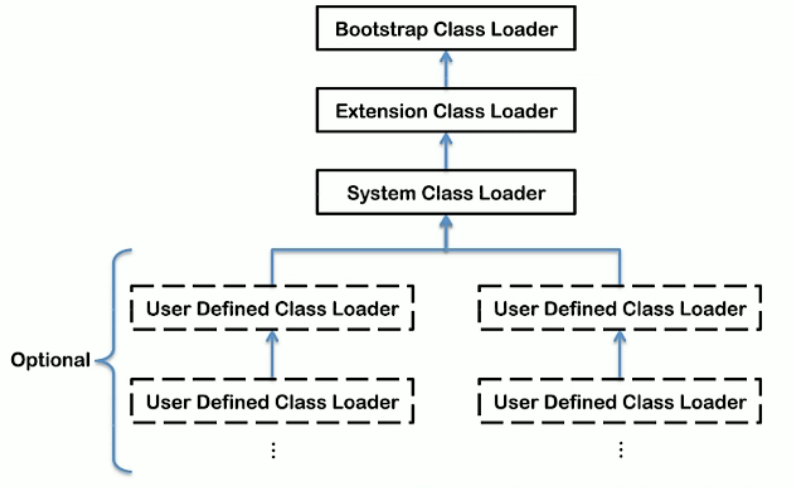 Bootstrap Class Loader
Extension Class Loader
System Class Loader
User Defined Class Loader
User Defined Class Loader
Optional
User Defined Class Loader
User Defined Class Loader
⋮
⋮